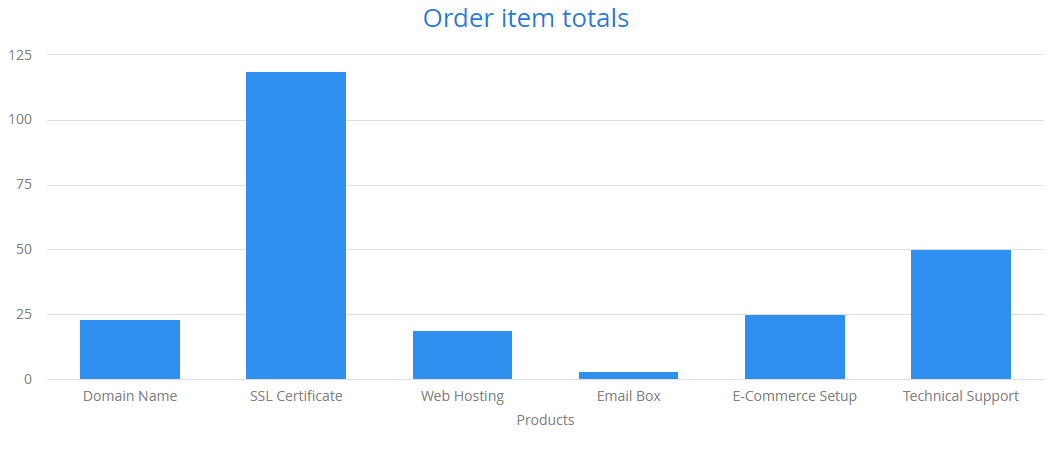 Order item totals
125
100
75
50
25
0
Domain Name SSL Certificate Web Hosting Email Box E-Commerce Setup Technical Support
Products